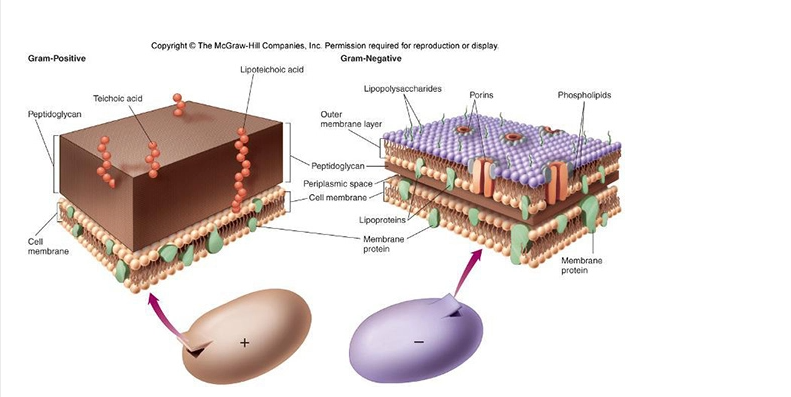 Copyright © The McGraw-Hill Companies, Inc. Permission required for reproduction or display.
Gram-Positive
Gram-Negative
Lipoteichoic acid
Teichoic acid
Peptidoglycan
Cell
membrane
Lipopolysaccharides
Porins
Phospholipids
Outer
membrane layer
Peptidoglycan
Periplasmic space
Cell membrane
Lipoproteins
Membrane
protein
Membrane
protein
+
−